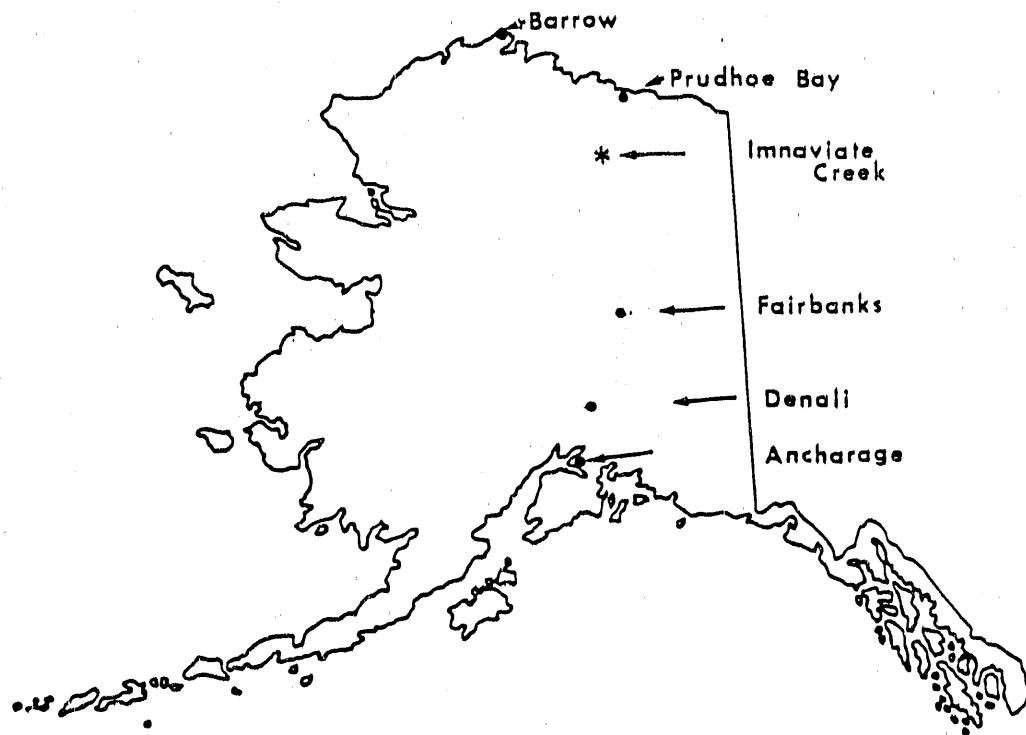 Barrow
Prudhoe Bay
Imnaviate
Creek
Fairbanks
Denali
Ancharage